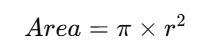 Area = π × r²